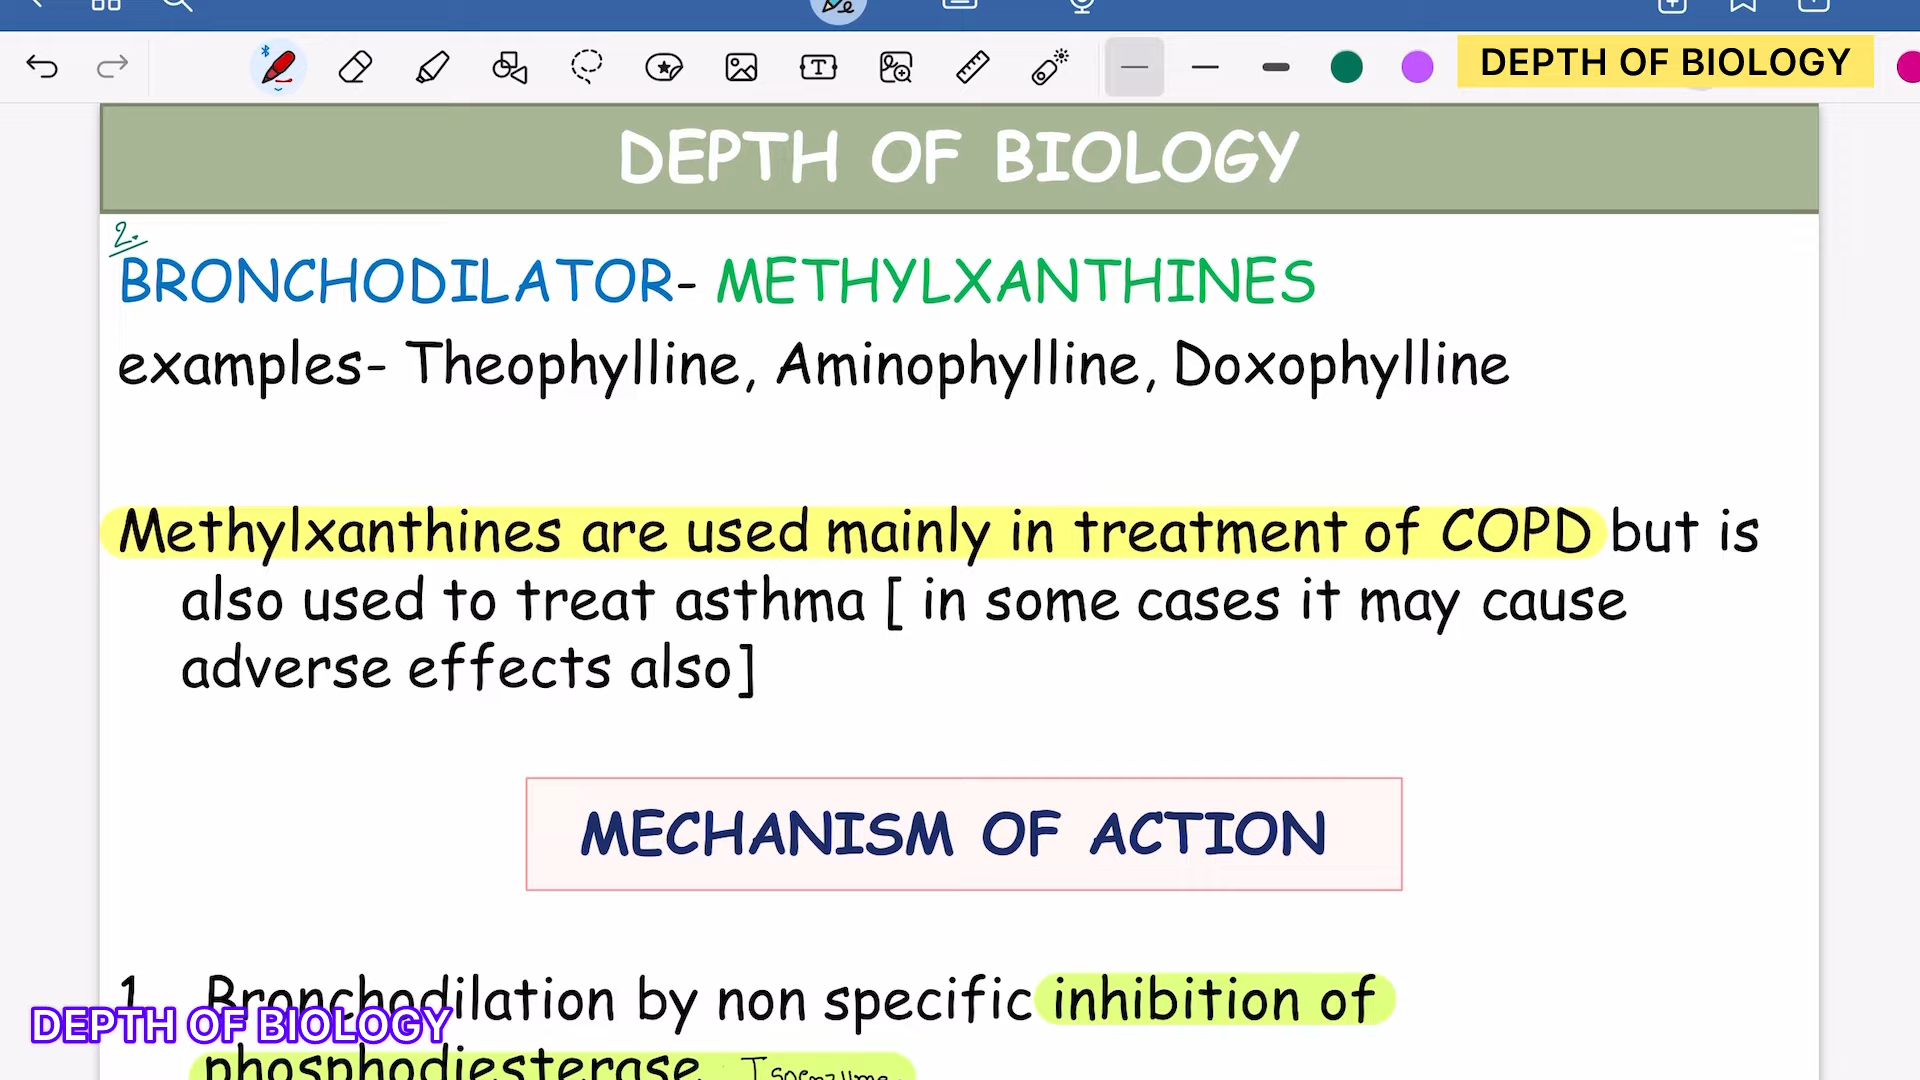 DEPTH OF BIOLOGY
DEPTH OF BIOLOGY
2.
BRONCHODILATOR- METHYLXANTHINES
examples- Theophylline, Aminophylline, Doxophylline
Methylxanthines are used mainly in treatment of COPD but is
also used to treat asthma [ in some cases it may cause
adverse effects also]
MECHANISM OF ACTION
1. Bronchodilation by non specific inhibition of
phosphodiesterase Isoenzyme
DEPTH OF BIOLOGY